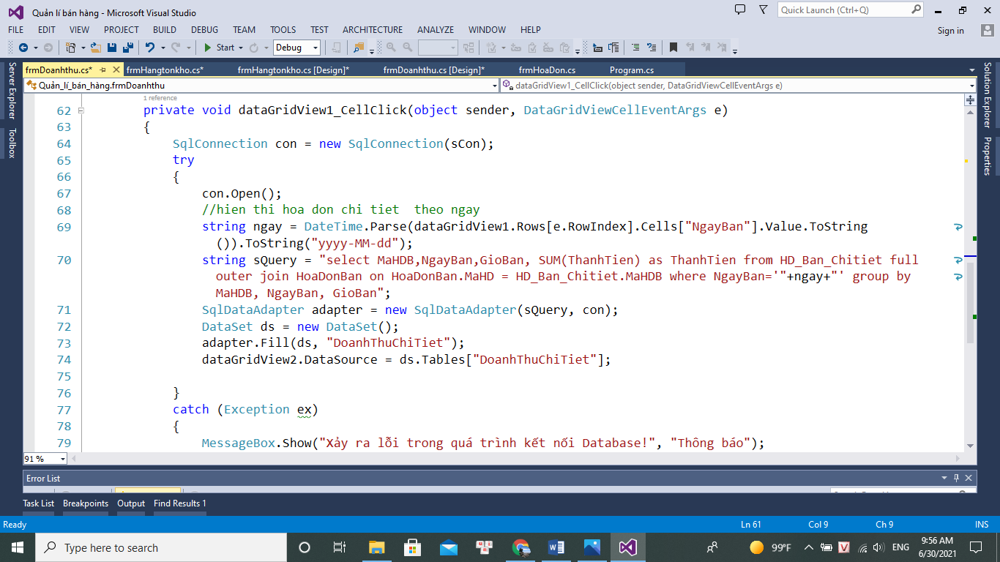 Quản lí bán hàng - Microsoft Visual Studio
Quick Launch (Ctrl+Q)
FILE EDIT VIEW PROJECT BUILD DEBUG TEAM TOOLS TEST ARCHITECTURE ANALYZE WINDOW HELP
Sign in
Start Debug
Server Explorer
Toolbox
frmDoanhthu.cs* frmHangtonkho.cs* frmHangtonkho.cs [Design]* frmDoanhthu.cs [Design]* frmHoaDon.cs Program.cs
Solution Explorer
Properties
Quản_lí_bán_hàng.frmDoanhthu dataGridView1_CellClick(object sender, DataGridViewCellEventArgs e)
1 reference
62 private void dataGridView1_CellClick(object sender, DataGridViewCellEventArgs e)
63 {
64 SqlConnection con = new SqlConnection(sCon);
65 try
66 {
67 con.Open();
68 //hien thi hoa don chi tiet  theo ngay
69 string ngay = DateTime.Parse(dataGridView1.Rows[e.RowIndex].Cells["NgayBan"].Value.ToString
()).ToString("yyyy-MM-dd");
70 string sQuery = "select MaHDB,NgayBan,GioBan, SUM(ThanhTien) as ThanhTien from HD_Ban_Chitiet full
outer join HoaDonBan on HoaDonBan.MaHD = HD_Ban_Chitiet.MaHDB where NgayBan='"+ngay+"' group by
MaHDB, NgayBan, GioBan";
71 SqlDataAdapter adapter = new SqlDataAdapter(sQuery, con);
72 DataSet ds = new DataSet();
73 adapter.Fill(ds, "DoanhThuChiTiet");
74 dataGridView2.DataSource = ds.Tables["DoanhThuChiTiet"];
75
76 }
77 catch (Exception ex)
78 {
79 MessageBox.Show("Xảy ra lỗi trong quá trình kết nối Database!", "Thông báo");
91 %
Error List
Task List Breakpoints Output Find Results 1
Ready Ln 61 Col 9 Ch 9 INS
Type here to search
99°F ENG
9:56 AM
6/30/2021